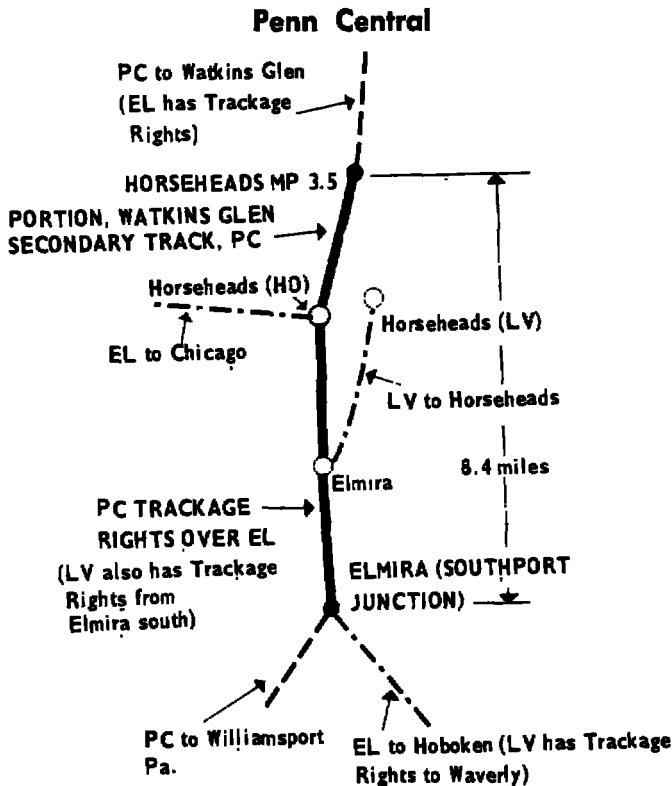 Penn Central
PC to Watkins Glen
(EL has Trackage
Rights)
HORSEHEADS MP 3.5
PORTION, WATKINS GLEN
SECONDARY TRACK, PC
Horseheads (HD)
Horseheads (LV)
EL to Chicago
LV to Horseheads
8.4 miles
Elmira
PC TRACKAGE
RIGHTS OVER EL
(LV also has Trackage
Rights from
Elmira south)
ELMIRA (SOUTHPORT
JUNCTION)
PC to Williamsport
Pa.
EL to Hoboken (LV has Trackage
Rights to Waverly)